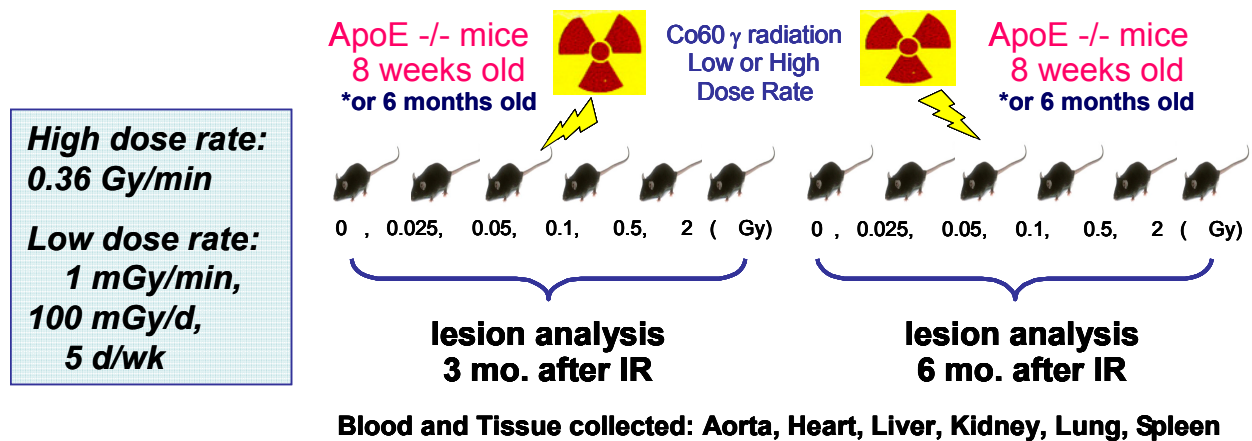 High dose rate:
0.36 Gy/min
Low dose rate:
1 mGy/min,
100 mGy/d,
5 d/wk
ApoE -/- mice
8 weeks old
*or 6 months old
Co60 γ radiation
Low or High
Dose Rate
ApoE -/- mice
8 weeks old
*or 6 months old
0 , 0.025, 0.05, 0.1, 0.5, 2 ( Gy)
0 , 0.025, 0.05, 0.1, 0.5, 2 ( Gy)
lesion analysis
3 mo. after IR
lesion analysis
6 mo. after IR
Blood and Tissue collected: Aorta, Heart, Liver, Kidney, Lung, Spleen